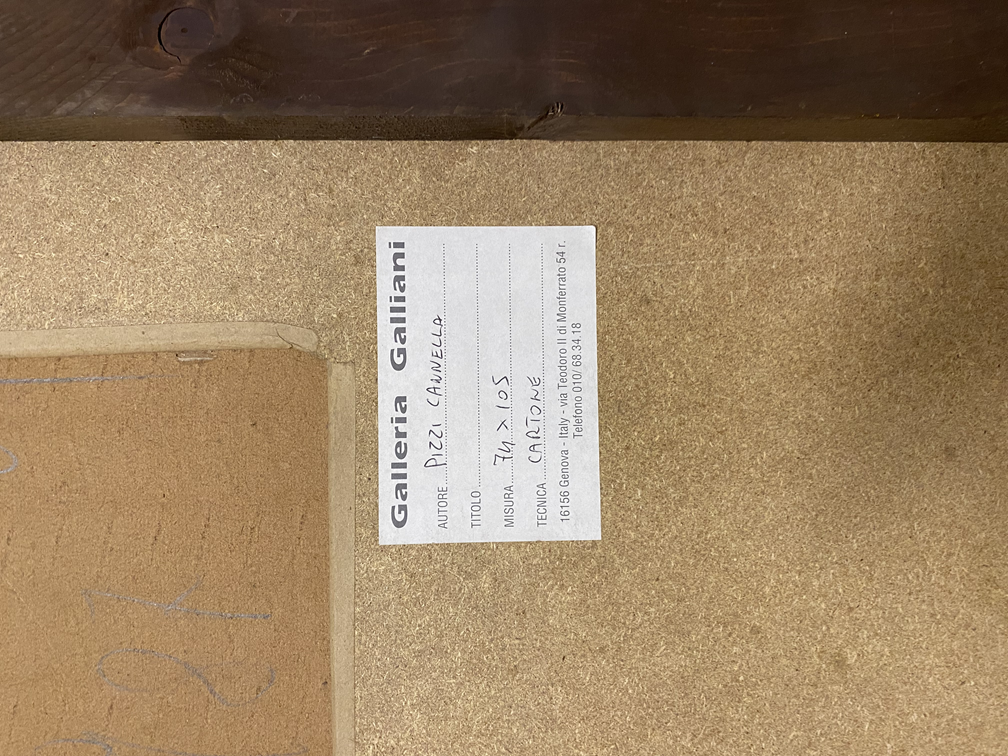 Galleria Galliani
AUTORE PIZZI CANNELLA
TITOLO
MISURA 74 x 105
TECNICA CARTONE
16156 Genova - Italy - via Teodoro II di Monferrato 54 r.
Telefono 010/ 68.34.18